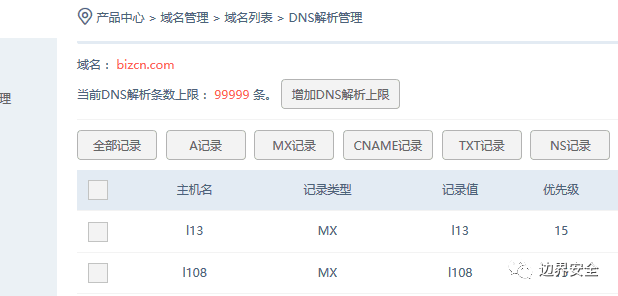 产品中心 > 域名管理 > 域名列表 > DNS解析管理
域名： bizcn.com
当前DNS解析条数上限： 99999 条。 增加DNS解析上限
理
全部记录 A记录 MX记录 CNAME记录 TXT记录 NS记录
主机名 记录类型 记录值 优先级
l13 MX l13 15
l108 MX l108
边界安全